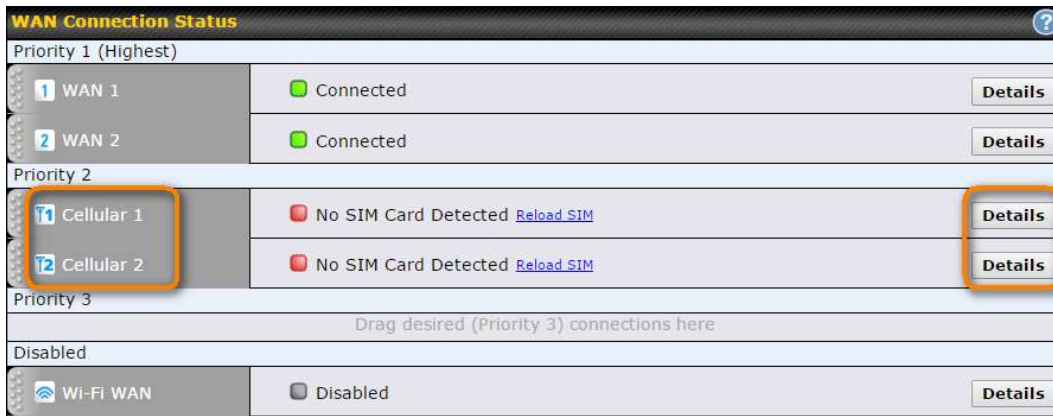 WAN Connection Status ?
Priority 1 (Highest)
1 WAN 1 Connected Details
2 WAN 2 Connected Details
Priority 2
1 Cellular 1 No SIM Card Detected Reload SIM Details
2 Cellular 2 No SIM Card Detected Reload SIM Details
Priority 3
Drag desired (Priority 3) connections here
Disabled
Wi-Fi WAN Disabled Details